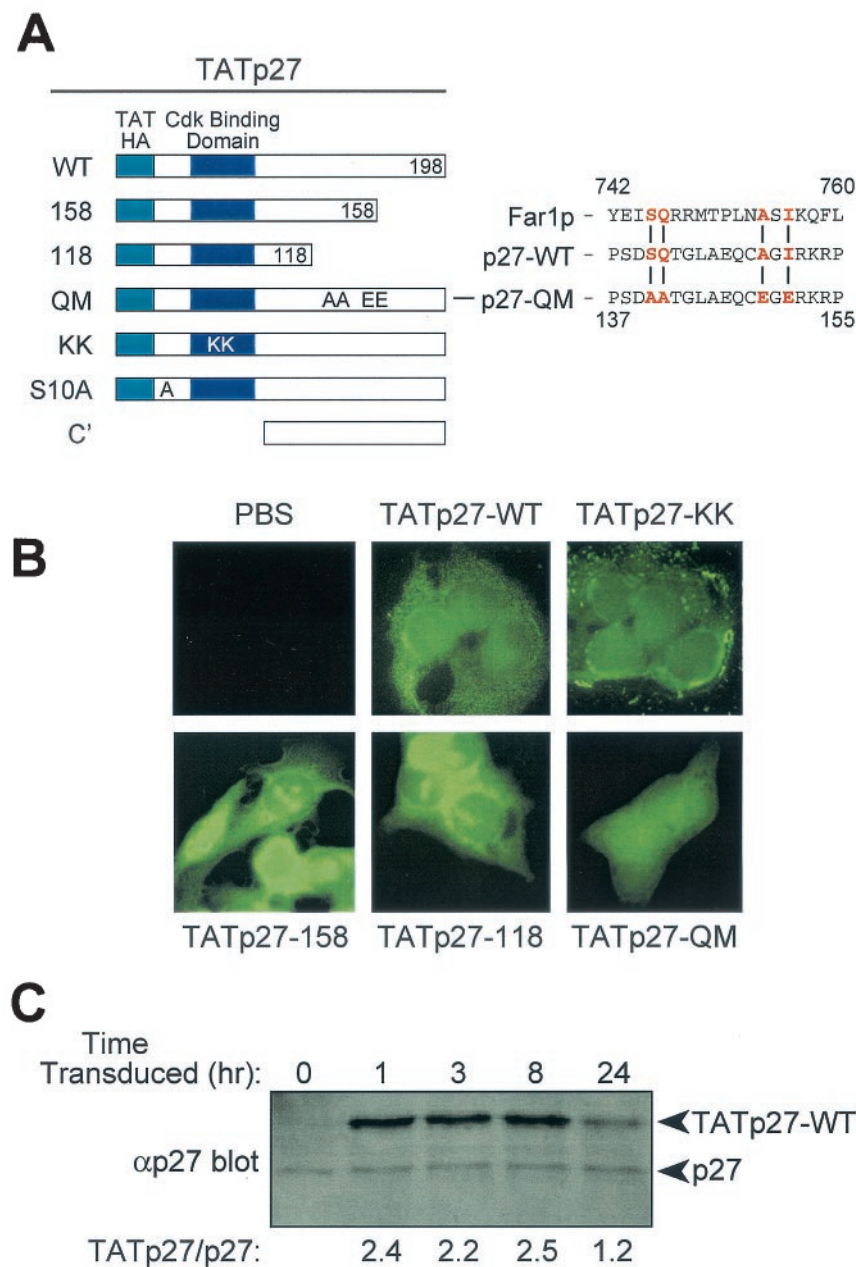 A
TATp27
TAT HA
Cdk Binding Domain
WT 198
158 158
118 118
QM AA EE
KK KK
S10A A
C'
742 760
Far1p - YEISQRRMTPLNASIKQFL
p27-WT - PSDSQTGLAEQCAGIRKRP
p27-QM - PSDAATGLAEQCEGERKRP
137 155
B
PBS TATp27-WT TATp27-KK
TATp27-158 TATp27-118 TATp27-QM
C
Time
Transduced (hr): 0 1 3 8 24
TATp27-WT
αp27 blot
p27
TATp27/p27: 2.4 2.2 2.5 1.2